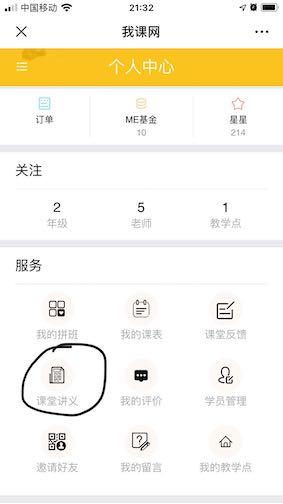 中国移动 21:32
我课网
个人中心
订单 ME基金 星星
10 214
关注
2 5 1
年级 老师 教学点
服务
我的拼班 我的课表 课堂反馈
课堂讲义 我的评价 学员管理
邀请好友 我的留言 我的教学点